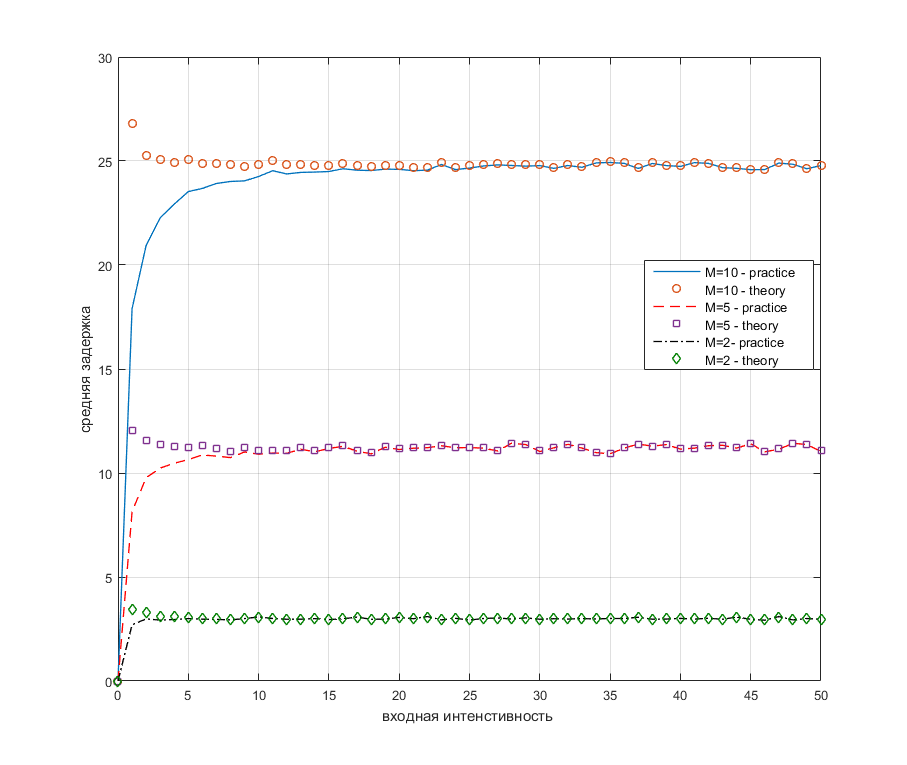 30
25
20
15
10
5
0
средняя задержка
M=10 - practice
M=10 - theory
M=5 - practice
M=5 - theory
M=2- practice
M=2 - theory
0 5 10 15 20 25 30 35 40 45 50
входная интенстивность